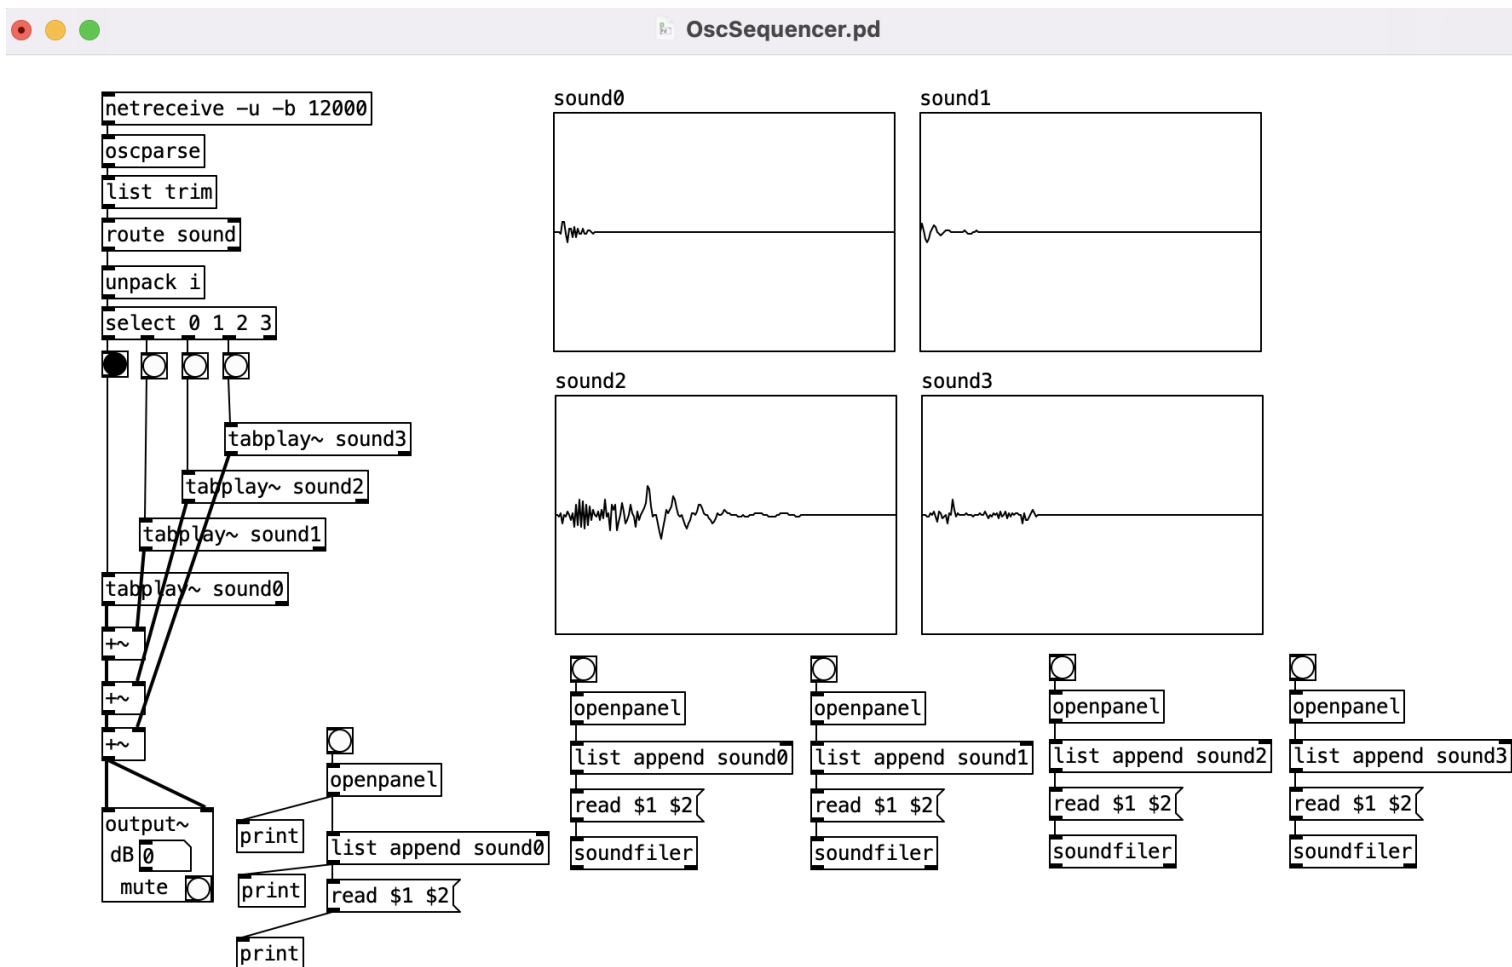 OscSequencer.pd
netreceive -u -b 12000
oscparse
list trim
route sound
unpack i
select 0 1 2 3
tabplay~ sound3
tabplay~ sound2
tabplay~ sound1
tabplay~ sound0
+~
+~
+~
output~
dB 0
mute
openpanel
print
list append sound0
print
read $1 $2
print
sound0
sound1
sound2
sound3
openpanel
list append sound0
read $1 $2
soundfiler
openpanel
list append sound1
read $1 $2
soundfiler
openpanel
list append sound2
read $1 $2
soundfiler
openpanel
list append sound3
read $1 $2
soundfiler